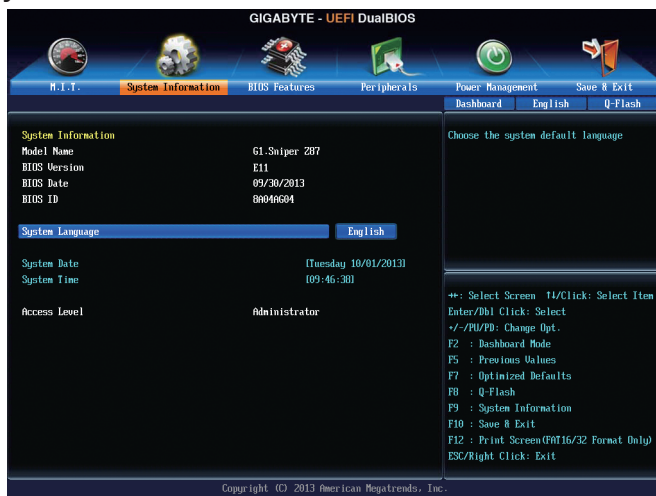 GIGABYTE - UEFI DualBIOS
M.I.T.
System Information
BIOS Features
Peripherals
Power Management
Save & Exit
Dashboard
English
Q-Flash
System Information
Model Name G1.Sniper Z87
BIOS Version E11
BIOS Date 09/30/2013
BIOS ID 8A04AG04
System Language English
System Date [Tuesday 10/01/2013]
System Time [09:46:38]
Access Level Administrator
Choose the system default language
→←: Select Screen ↑↓/Click: Select Item
Enter/Dbl Click: Select
+/-/PU/PD: Change Opt.
F2 : Dashboard Mode
F5 : Previous Values
F7 : Optimized Defaults
F8 : Q-Flash
F9 : System Information
F10 : Save & Exit
F12 : Print Screen(FAT16/32 Format Only)
ESC/Right Click: Exit
Copyright (C) 2013 American Megatrends, Inc.